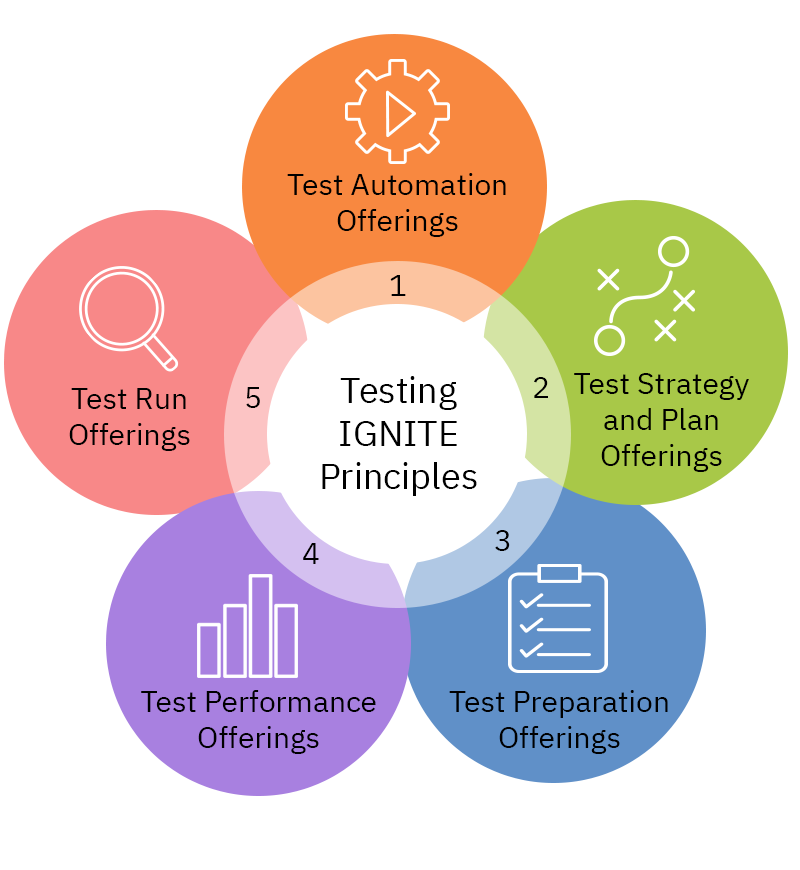 Test Automation
Offerings
1
Test Strategy
and Plan
Offerings
2
Test Preparation
Offerings
3
Test Performance
Offerings
4
Test Run
Offerings
5
Testing
IGNITE
Principles